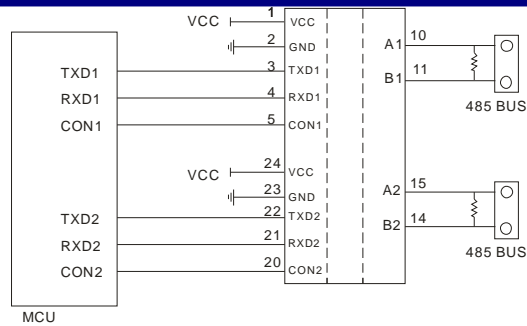 VCC 1 VCC
2 GND A1 10
TXD1 3 TXD1
B1 11
RXD1 4 RXD1
485 BUS
CON1 5 CON1
VCC 24 VCC
23 GND A2 15
TXD2 22 TXD2
B2 14
RXD2 21 RXD2
485 BUS
CON2 20 CON2
MCU